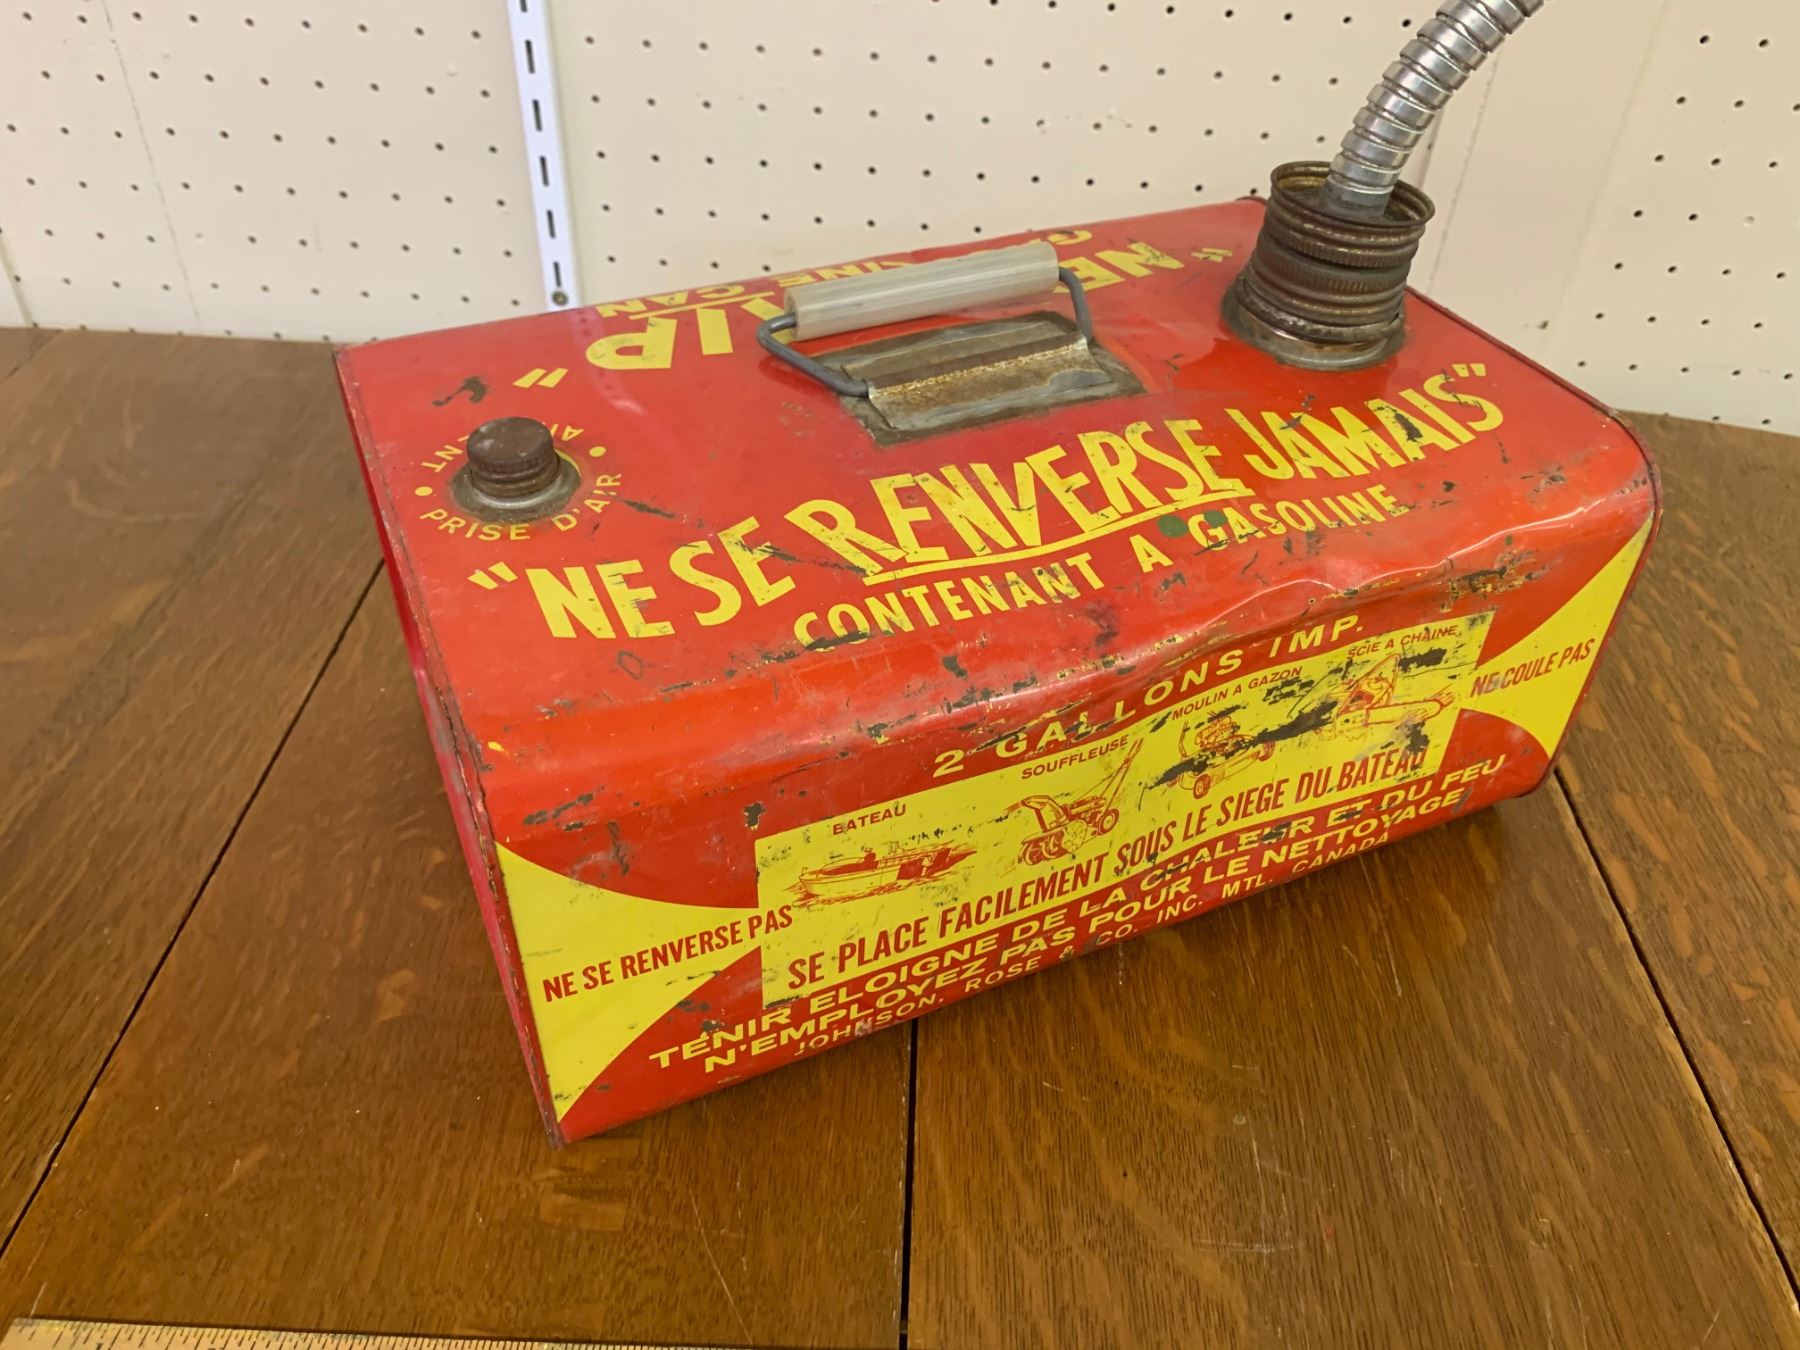 "NE
CAN
PRISE D'AIR
"NE SE RENVERSE JAMAIS"
CONTENANT A GASOLINE
2 GALLONS IMP.
BATEAU
SOUFFLEUSE
MOULIN A GAZON
SCIE A CHAINE
NE SE RENVERSE PAS
NE COULE PAS
SE PLACE FACILEMENT SOUS LE SIEGE DU BATEAU
TENIR ELOIGNE DE LA CHALEUR ET DU FEU
N'EMPLOYEZ PAS POUR LE NETTOYAGE
JOHNSON, ROSE & CO. INC. MTL. CANADA